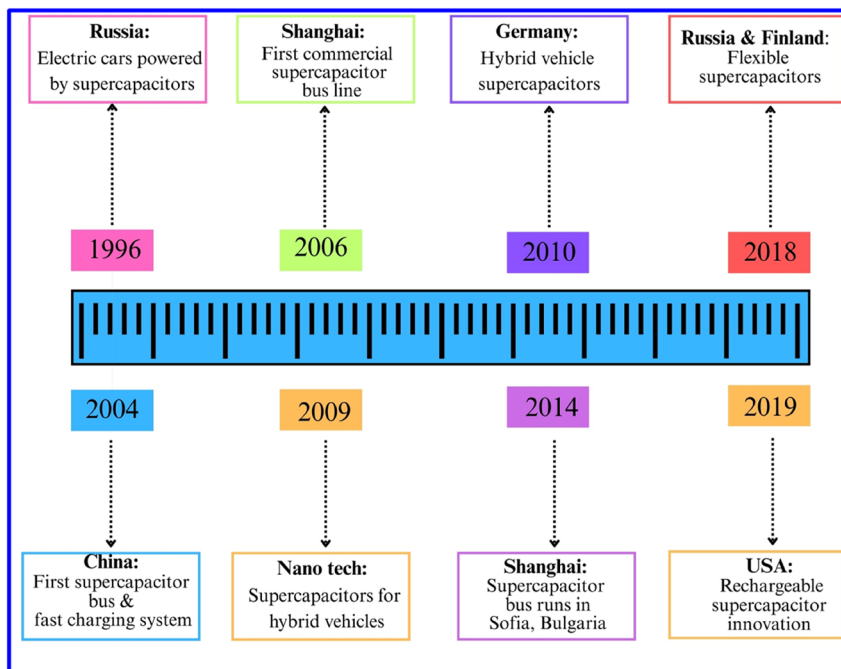 Russia:
Electric cars powered
by supercapacitors
Shanghai:
First commercial
supercapacitor
bus line
Germany:
Hybrid vehicle
supercapacitors
Russia & Finland:
Flexible
supercapacitors
1996
2006
2010
2018
2004
2009
2014
2019
China:
First supercapacitor
bus &
fast charging system
Nano tech:
Supercapacitors for
hybrid vehicles
Shanghai:
Supercapacitor
bus runs in
Sofia, Bulgaria
USA:
Rechargeable
supercapacitor
innovation